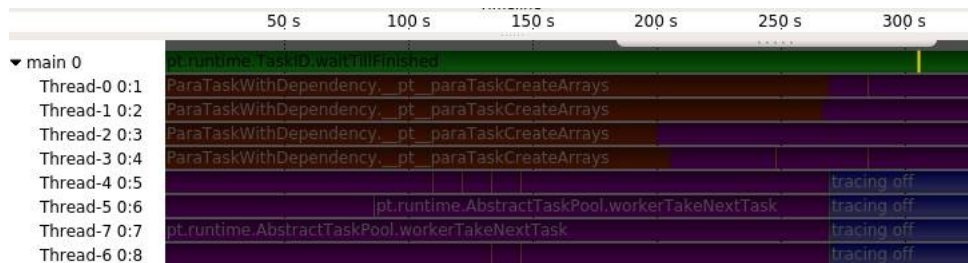 50 s 100 s 150 s 200 s 250 s 300 s
main 0 pt.runtime.TaskID.waitTillFinished
Thread-0 0:1 ParaTaskWithDependency.__pt__paraTaskCreateArrays
Thread-1 0:2 ParaTaskWithDependency.__pt__paraTaskCreateArrays
Thread-2 0:3 ParaTaskWithDependency.__pt__paraTaskCreateArrays
Thread-3 0:4 ParaTaskWithDependency.__pt__paraTaskCreateArrays
Thread-4 0:5 tracing off
Thread-5 0:6 pt.runtime.AbstractTaskPool.workerTakeNextTask tracing off
Thread-7 0:7 pt.runtime.AbstractTaskPool.workerTakeNextTask tracing off
Thread-6 0:8 tracing off